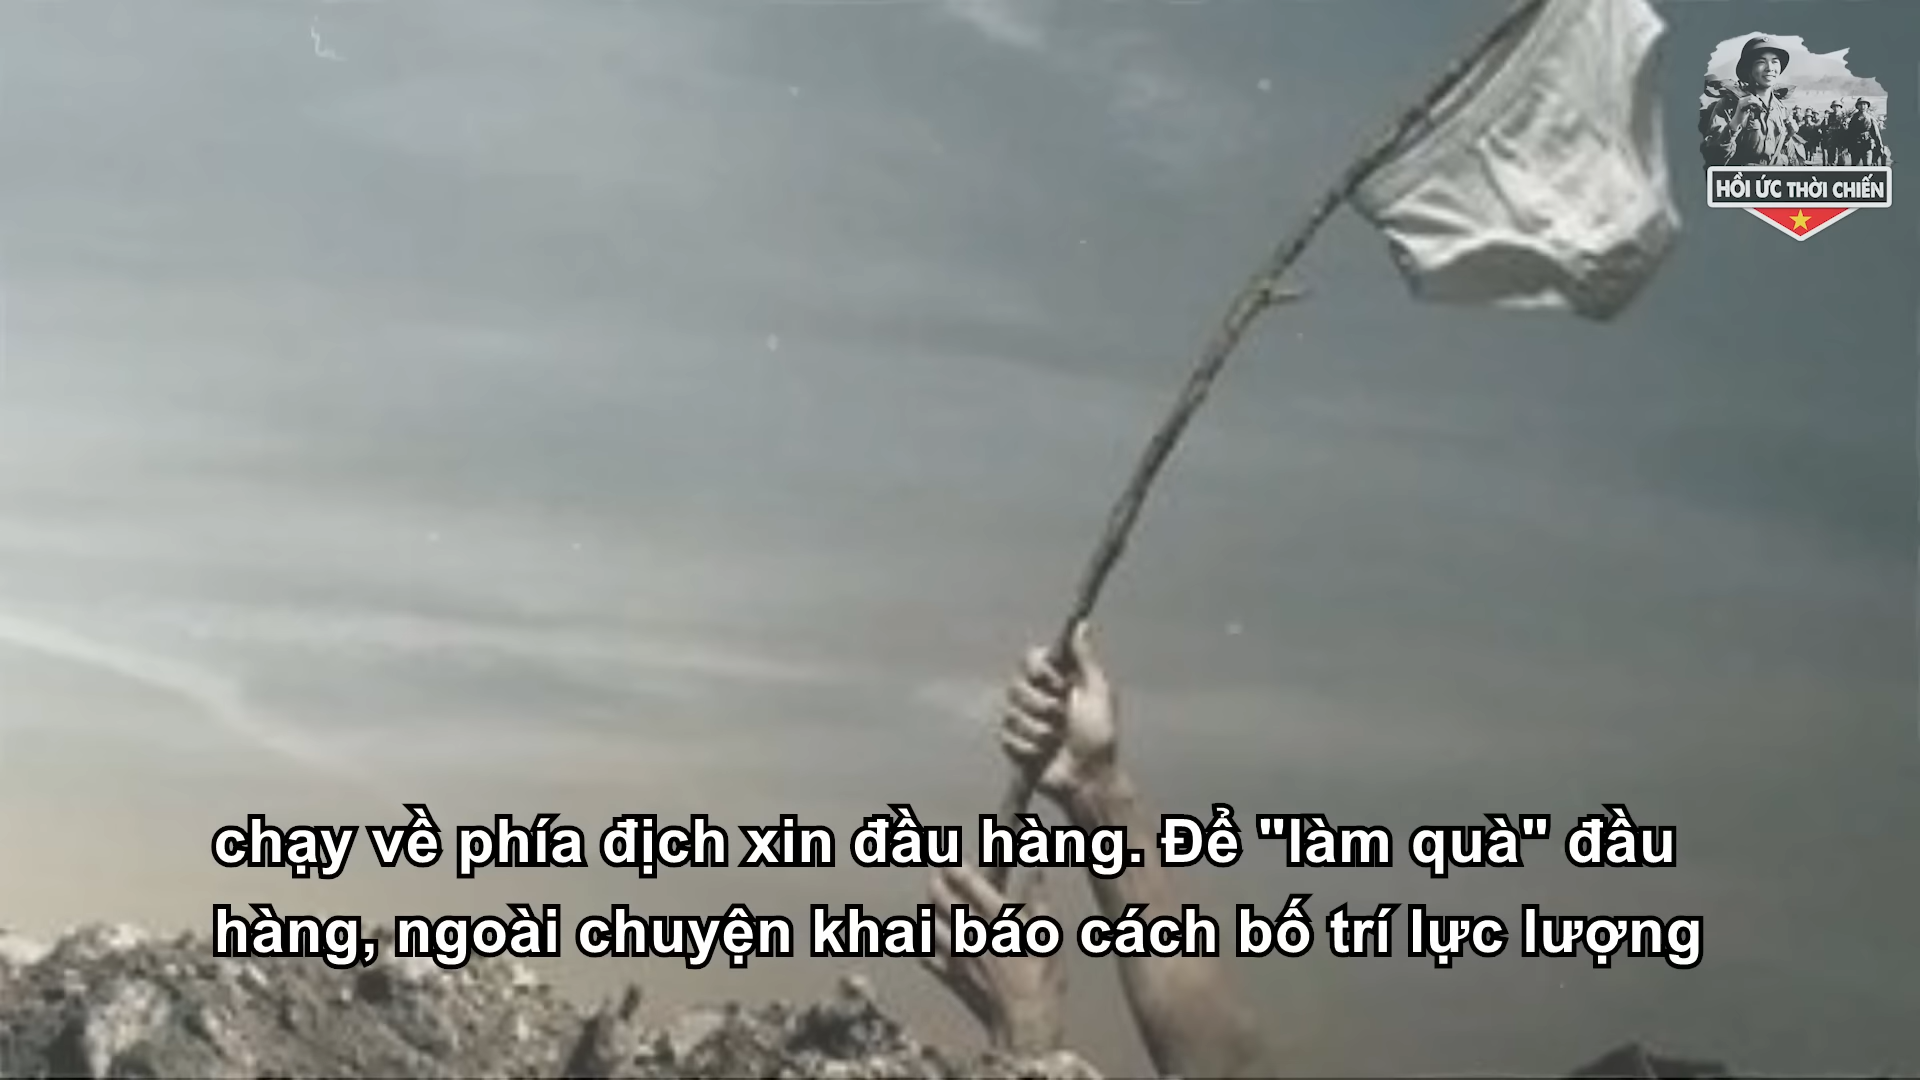 HỒI ỨC THỜI CHIẾN
chạy về phía địch xin đầu hàng. Để "làm quà" đầu
hàng, ngoài chuyện khai báo cách bố trí lực lượng